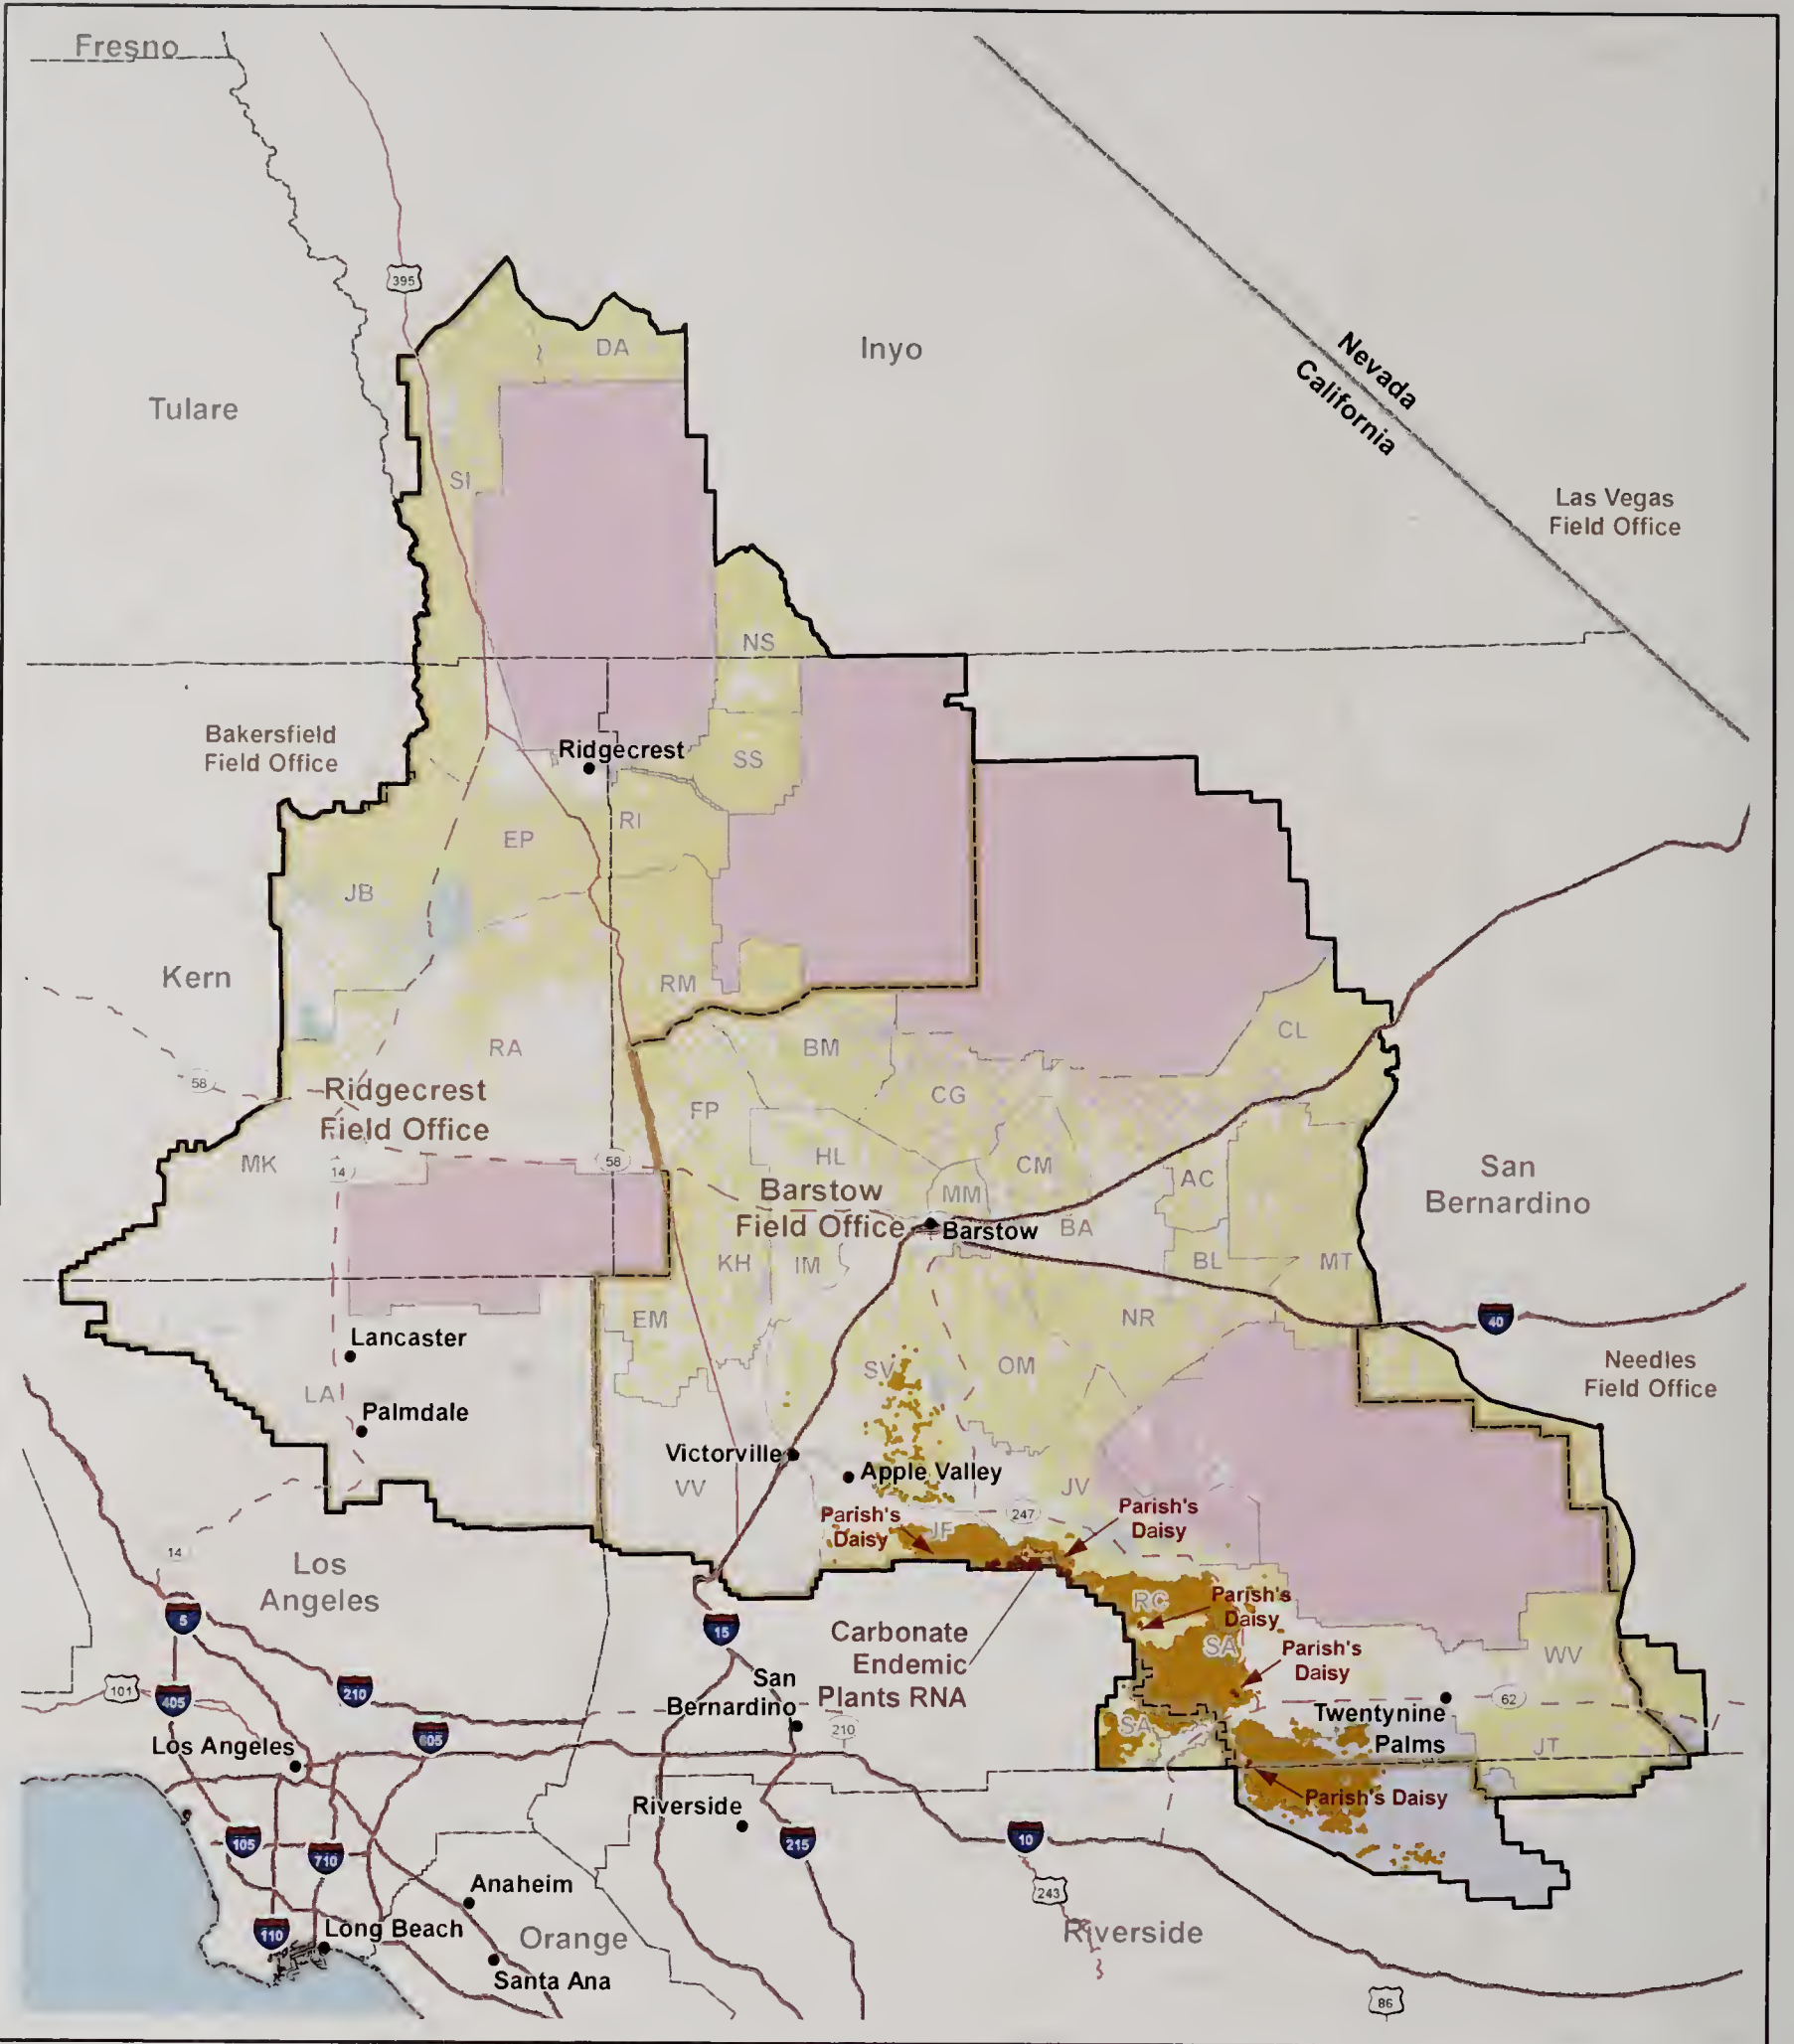 Fresno
395
DA
Inyo
Nevada
California
Tulare
SI
Las Vegas
Field Office
NS
Bakersfield
Field Office
Ridgecrest
SS
RI
EP
JB
Kern
RM
CL
RA
BM
58
Ridgecrest
Field Office
CG
FP
MK
14
58
HL
CM
AC
San
Bernardino
Barstow
Field Office
MM
Barstow
BA
KH
IM
BL
MT
EM
NR
40
Lancaster
SV
OM
Needles
Field Office
LA
Palmdale
Victorville
Apple Valley
VV
JV
247
Parish's
Daisy
Parish's
Daisy
JF
14
Los
Angeles
RC
Parish's
Daisy
5
15
Carbonate
Endemic
Plants RNA
SA
Parish's
Daisy
WV
101
405
210
San
Bernardino
62
Twentynine
Palms
SA
210
605
Los Angeles
JT
Parish's Daisy
Riverside
105
710
215
10
Anaheim
243
110
Long Beach
Orange
Riverside
Santa Ana
86